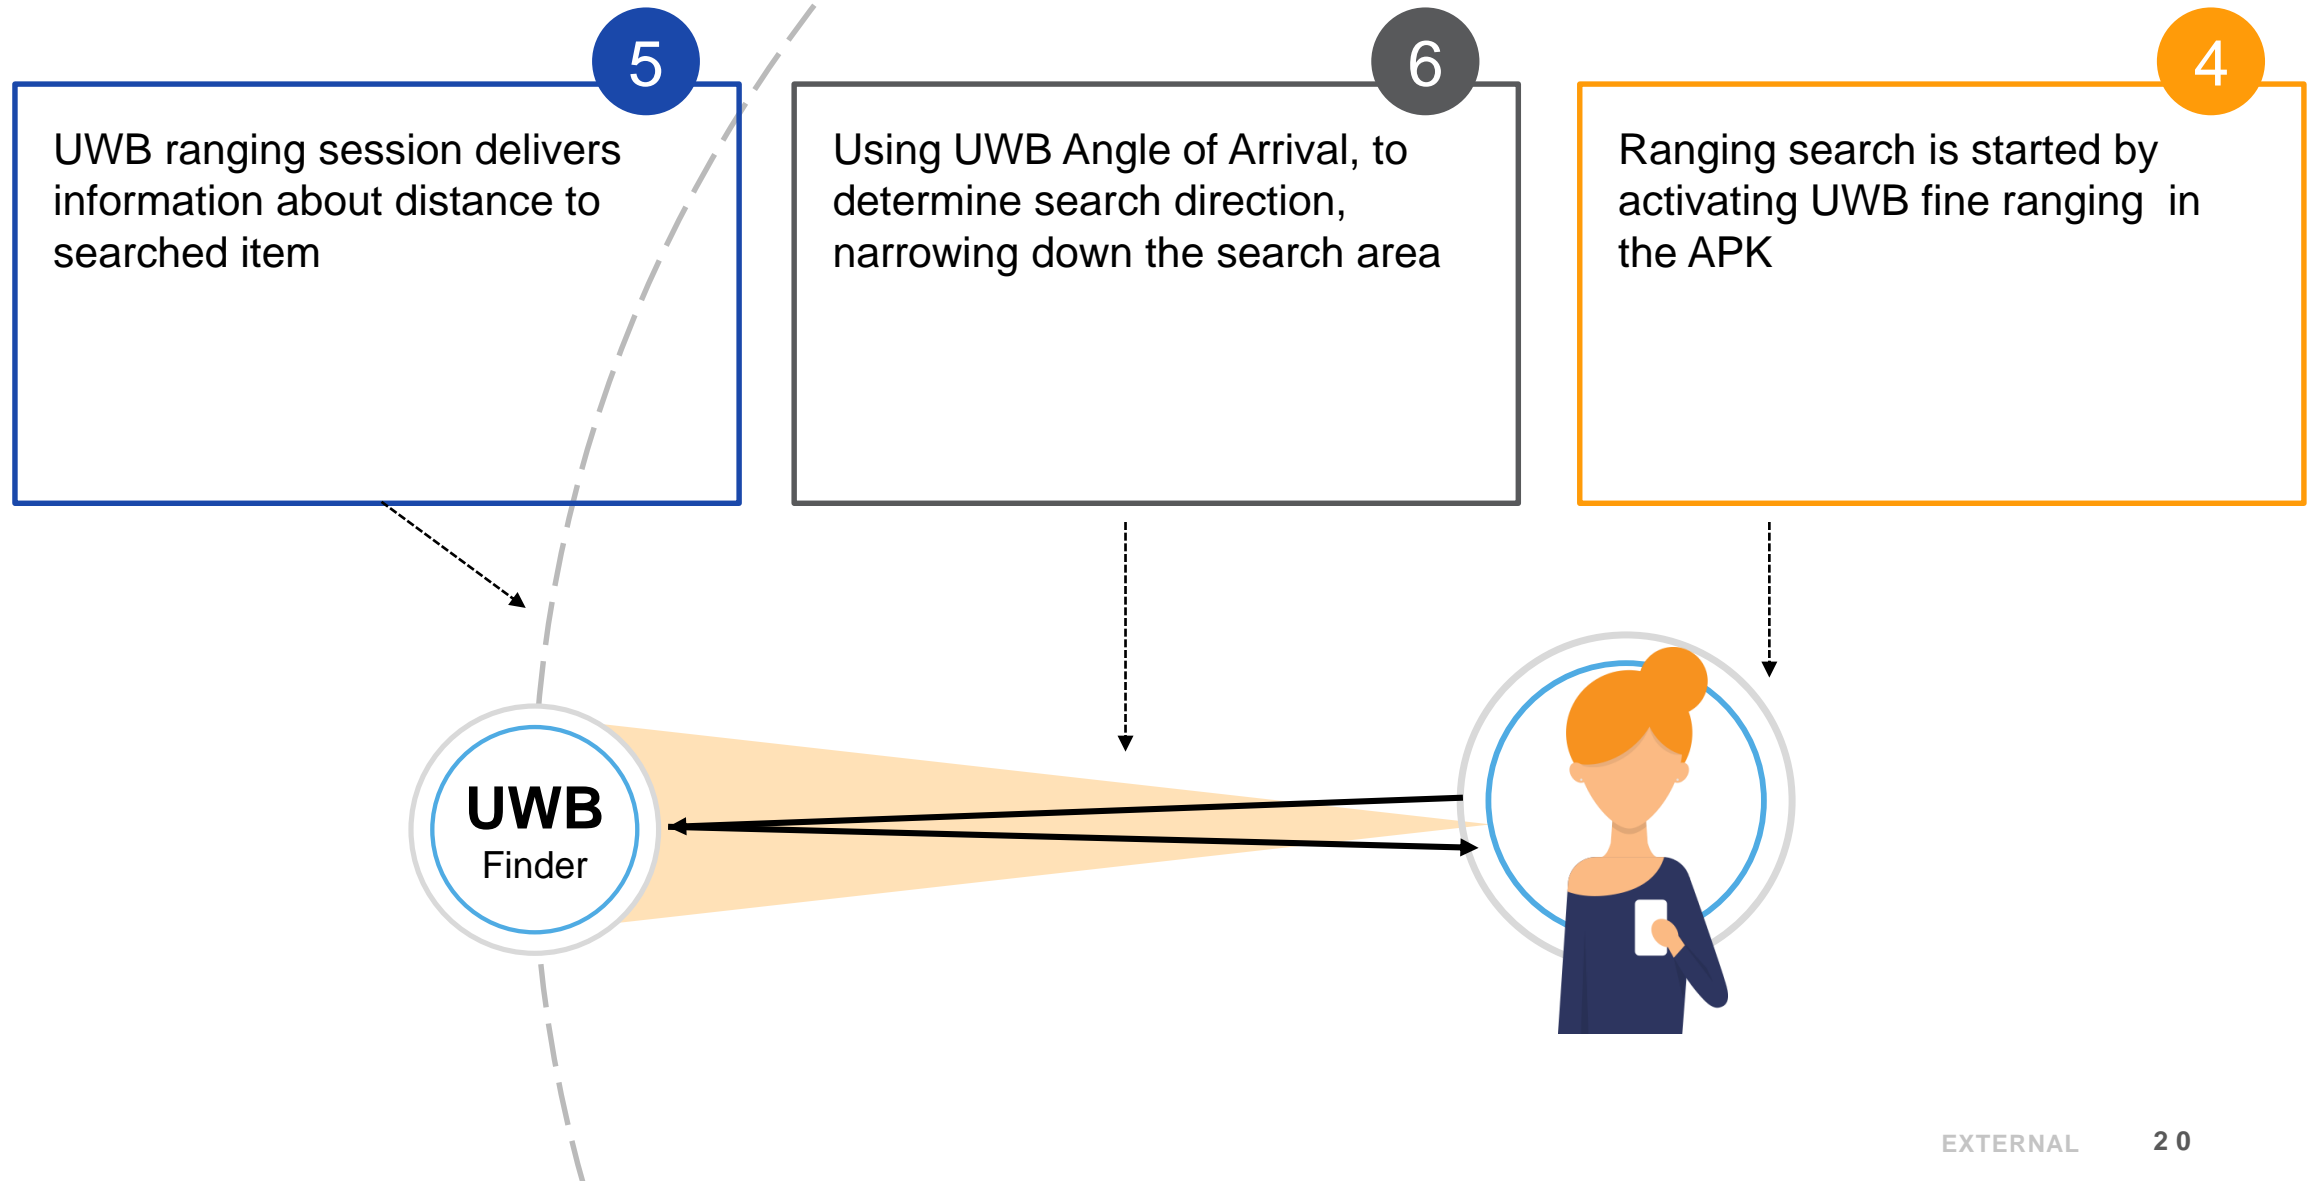 5
UWB ranging session delivers
information about distance to
searched item
6
Using UWB Angle of Arrival, to
determine search direction,
narrowing down the search area
4
Ranging search is started by
activating UWB fine ranging  in
the APK
UWB
Finder
EXTERNAL 20